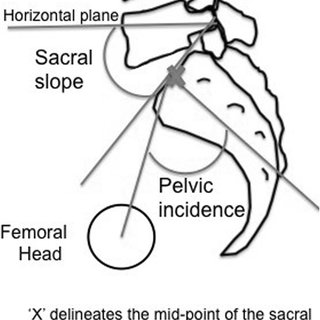 Horizontal plane
Sacral
slope
Pelvic
incidence
Femoral
Head
'X' delineates the mid-point of the sacral